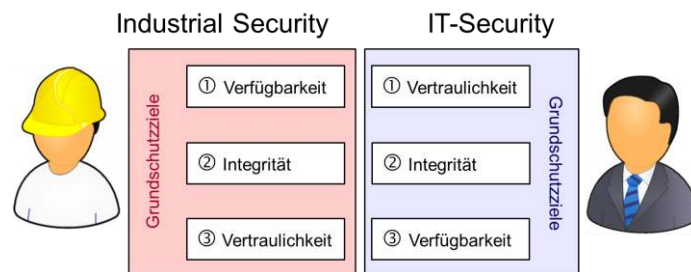 Industrial Security
IT-Security
Grundschutzziele
① Verfügbarkeit
② Integrität
③ Vertraulichkeit
① Vertraulichkeit
② Integrität
③ Verfügbarkeit
Grundschutzziele